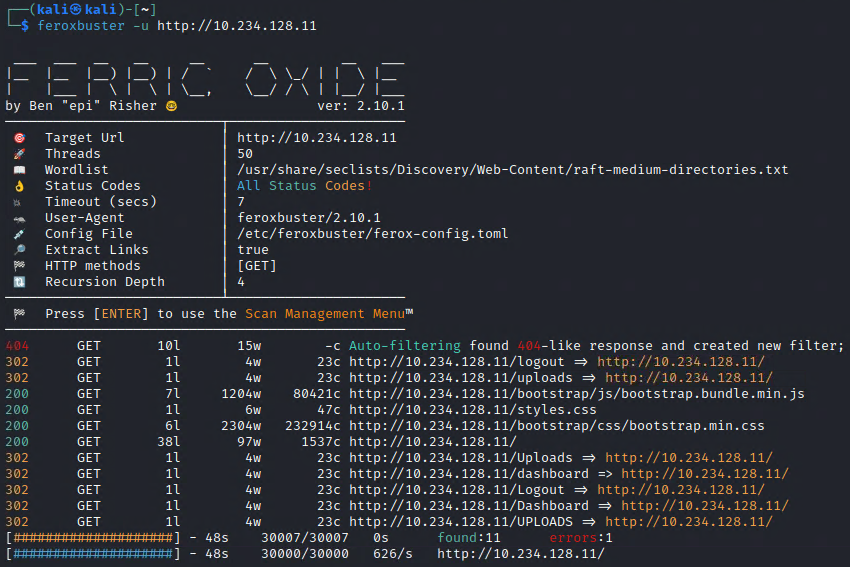 ┌──(kali㉿kali)-[~]
└─$ feroxbuster -u http://10.234.128.11
FERRIC OXIDE
by Ben "epi" Risher 🤓 ver: 2.10.1
🎯 Target Url │ http://10.234.128.11
🚀 Threads │ 50
📖 Wordlist │ /usr/share/seclists/Discovery/Web-Content/raft-medium-directories.txt
👌 Status Codes │ All Status Codes!
💥 Timeout (secs) │ 7
🦡 User-Agent │ feroxbuster/2.10.1
💉 Config File │ /etc/feroxbuster/ferox-config.toml
🔎 Extract Links │ true
🏁 HTTP methods │ [GET]
🔃 Recursion Depth │ 4
🏁 Press [ENTER] to use the Scan Management Menu™
404 GET 10l 15w -c Auto-filtering found 404-like response and created new filter;
302 GET 1l 4w 23c http://10.234.128.11/logout => http://10.234.128.11/
302 GET 1l 4w 23c http://10.234.128.11/uploads => http://10.234.128.11/
200 GET 7l 1204w 80421c http://10.234.128.11/bootstrap/js/bootstrap.bundle.min.js
200 GET 1l 6w 47c http://10.234.128.11/styles.css
200 GET 6l 2304w 232914c http://10.234.128.11/bootstrap/css/bootstrap.min.css
200 GET 38l 97w 1537c http://10.234.128.11/
302 GET 1l 4w 23c http://10.234.128.11/Uploads => http://10.234.128.11/
302 GET 1l 4w 23c http://10.234.128.11/dashboard => http://10.234.128.11/
302 GET 1l 4w 23c http://10.234.128.11/Logout => http://10.234.128.11/
302 GET 1l 4w 23c http://10.234.128.11/Dashboard => http://10.234.128.11/
302 GET 1l 4w 23c http://10.234.128.11/UPLOADS => http://10.234.128.11/
[####################] - 48s 30007/30007 0s found:11 errors:1
[####################] - 48s 30000/30000 626/s http://10.234.128.11/